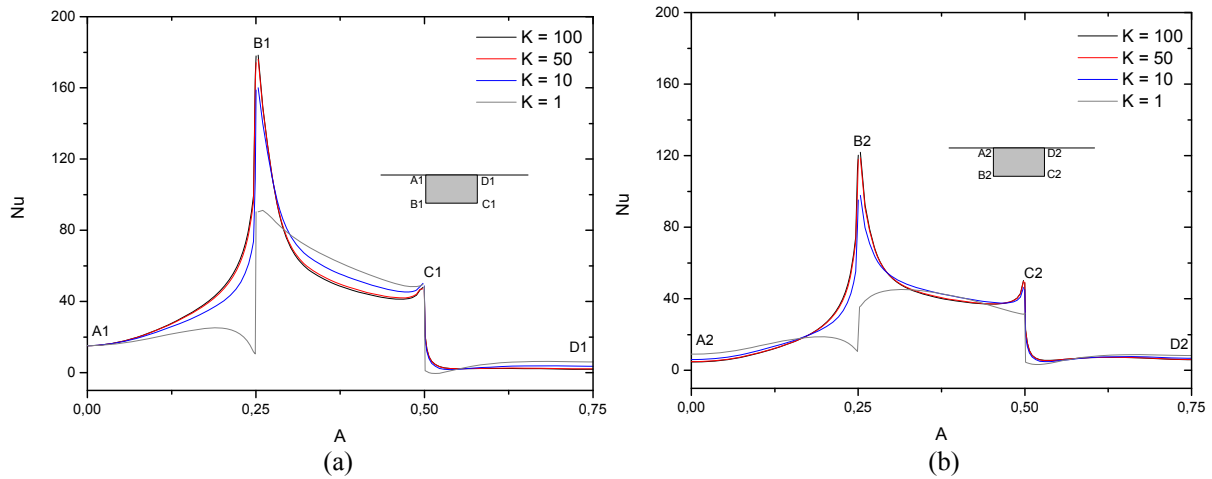 200
160
120
80
40
0
Nu
B1
K = 100
K = 50
K = 10
K = 1
A1 D1
B1 C1
C1
A1
D1
0,00 0,25 0,50 0,75
A
(a)
200
160
120
80
40
0
Nu
K = 100
K = 50
K = 10
K = 1
B2
A2 D2
B2 C2
C2
A2
D2
0,00 0,25 0,50 0,75
A
(b)